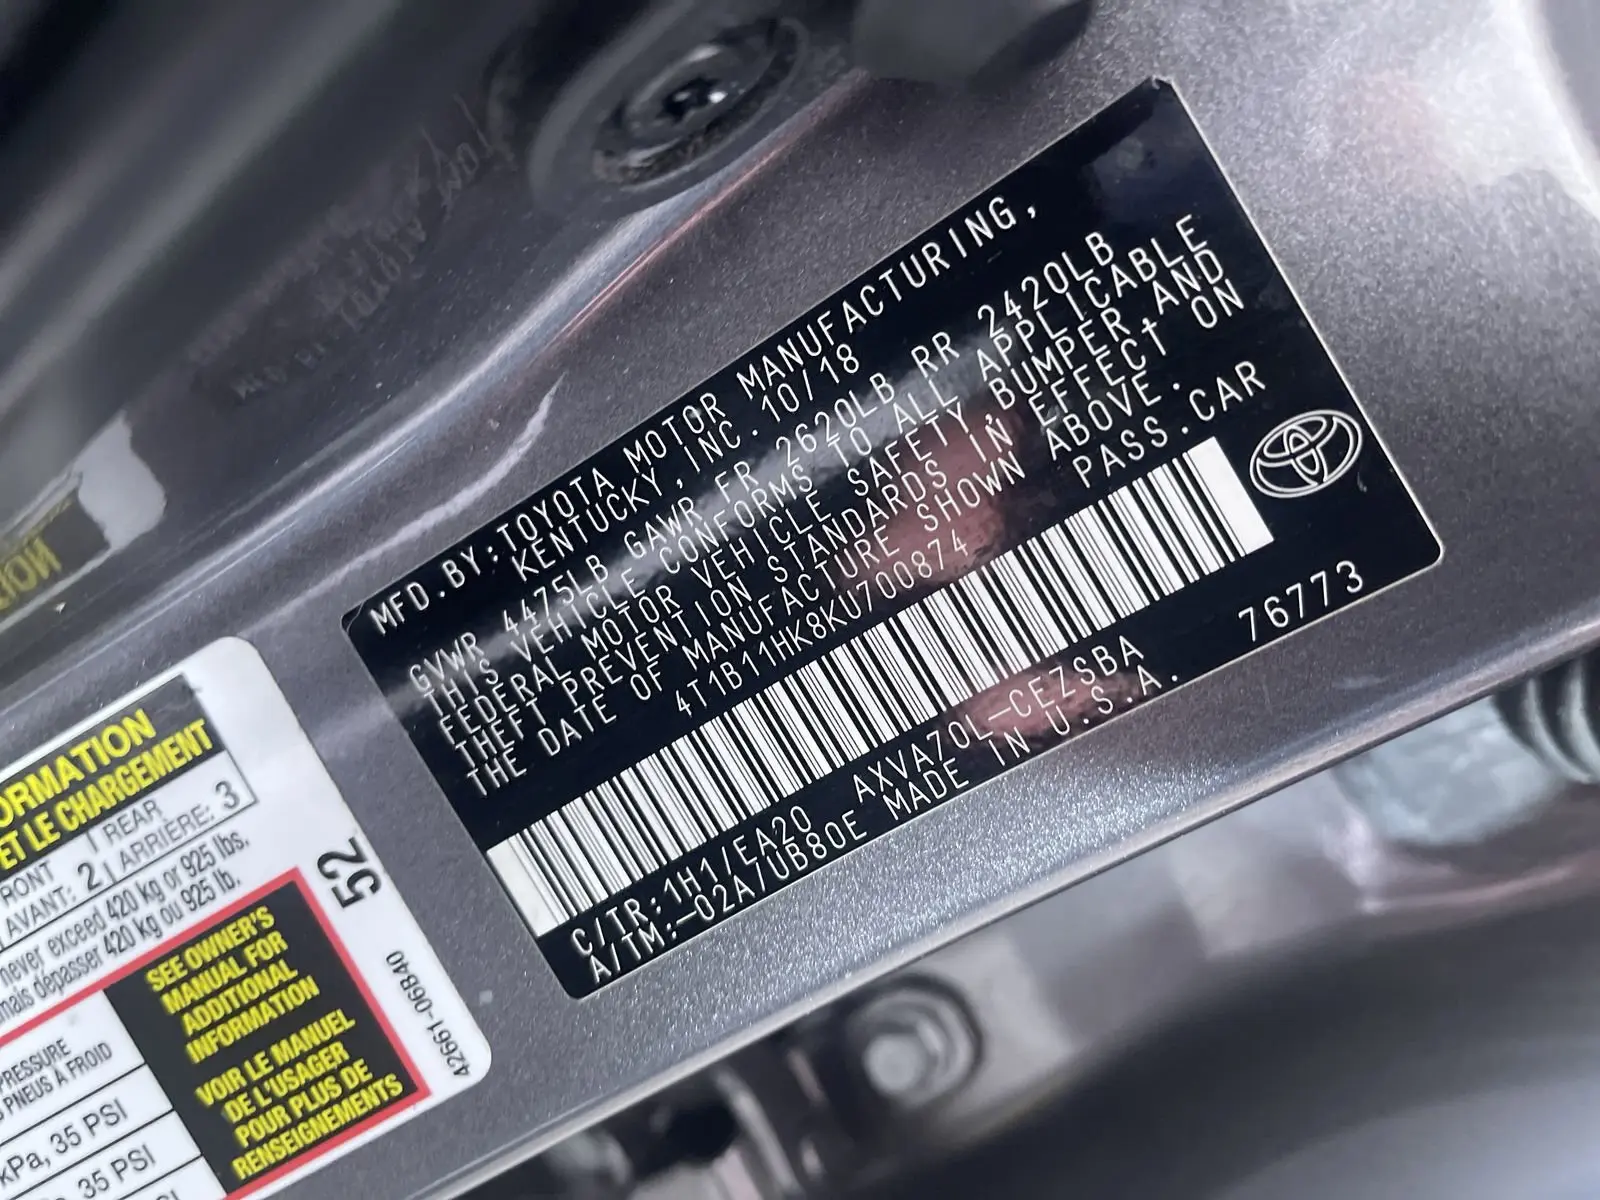 MFD.BY:TOYOTA MOTOR MANUFACTURING,
KENTUCKY, INC. 10/18
GVWR 4475LB GAWR FR 2620LB RR 2420LB
THIS VEHICLE CONFORMS TO ALL APPLICABLE
FEDERAL MOTOR VEHICLE SAFETY,BUMPER AND
THEFT PREVENTION STANDARDS IN EFFECT ON
THE DATE OF MANUFACTURE SHOWN ABOVE.
4T1B11HK8KU700874 PASS.CAR
76773
C/TR:1H1/EA20 AXVA70L-CEZSBA
A/TM:-02A/UB80E MADE IN U.S.A.
ORMATION
ET LE CHARGEMENT
RONT REAR
AVANT: 2 ARRIÈRE: 3
never exceed 420 kg or 925 lbs.
mais dépasser 420 kg ou 925 lb.
52
42661-06840
SEE OWNER'S
MANUAL FOR
ADDITIONAL
INFORMATION
VOIR LE MANUEL
DE L'USAGER
POUR PLUS DE
RENSEIGNEMENTS
PRESSURE
PNEUS À FROID
kPa, 35 PSI
35 PSI